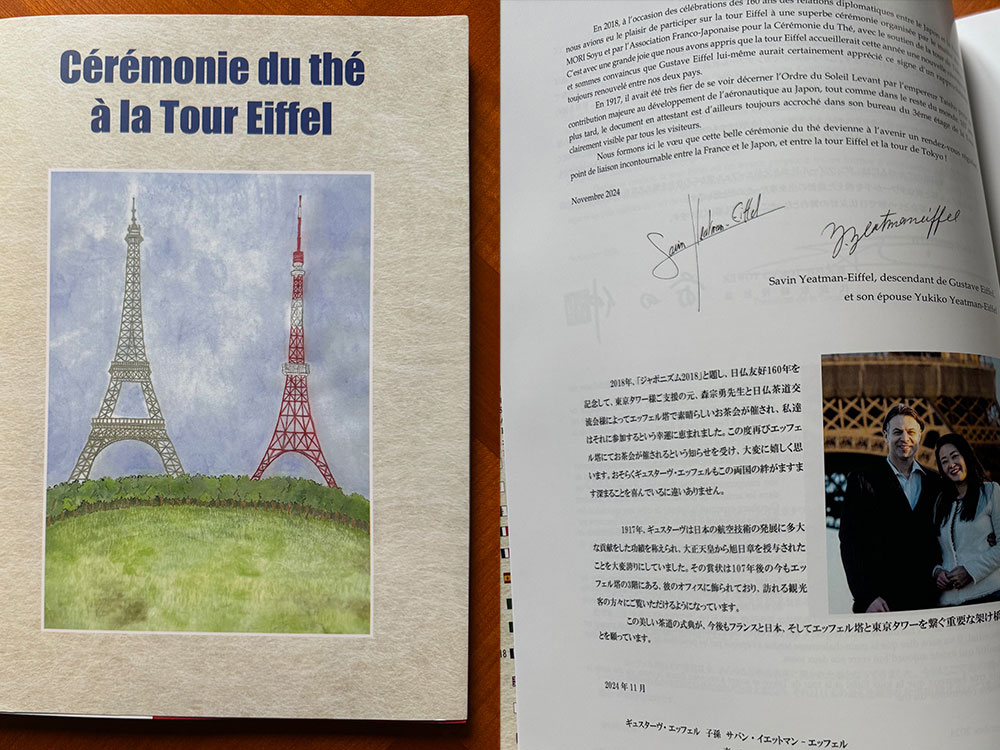 Cérémonie du thé
à la Tour Eiffel
En 2018, à l'occasion des célébrations des 160 ans des relations diplomatiques entre le Japon et
nous avions eu le plaisir de participer sur la tour Eiffel à une superbe cérémonie organisée par
MORI Soyu et par l'Association Franco-Japonaise pour la Cérémonie du Thé, avec le soutien de la tour de
C'est avec une grande joie que nous avons appris que la tour Eiffel accueillerait cette année une nouvelle
et sommes convaincus que Gustave Eiffel lui-même aurait certainement apprécié ce signe d'un
toujours renouvelé entre nos deux pays.
En 1917, il avait été très fier de se voir décerner l'Ordre du Soleil Levant par l'empereur Taishō
contribution majeure au développement de l'aéronautique au Japon, tout comme dans le reste du monde
plus tard, le document en attestant est d'ailleurs toujours accroché dans son bureau du 3ème étage de la
clairement visible par tous les visiteurs.
Nous formons ici le vœu que cette belle cérémonie du thé devienne à l'avenir un rendez-vous
point de liaison incontournable entre la France et le Japon, et entre la tour Eiffel et la tour de Tokyo !
Novembre 2024
Savin Yeatman-Eiffel
Y. Yeatmaneiffel
Savin Yeatman-Eiffel, descendant de Gustave Eiffel,
et son épouse Yukiko Yeatman-Eiffel
2018年、「ジャポニズム2018」と題し、日仏友好160年を
記念して、東京タワー様ご支援の元、森宗勇先生と日仏茶道交
流会様によってエッフェル塔で素晴らしいお茶会が催され、私達
はそれに参加するという幸運に恵まれました。この度再びエッフェ
ル塔にてお茶会が催されるという知らせを受け、大変に嬉しく思
います。おそらくギュスターヴ・エッフェルもこの両国の絆がますま
す深まることを喜んでいるに違いありません。
1917年、ギュスターヴは日本の航空技術の発展に多大
な貢献をした功績を称えられ、大正天皇から旭日章を授与された
ことを大変誇りにしていました。その賞状は107年後の今もエッ
フェル塔の3階にある、彼のオフィスに飾られており、訪れる観光
客の方々にご覧いただけるようになっています。
この美しい茶道の式典が、今後もフランスと日本、そしてエッフェル塔と東京タワーを繋ぐ重要な架け橋
とを願っています。
2024年11月
ギュスターヴ・エッフェル 子孫 サバン・イエットマン－エッフェル